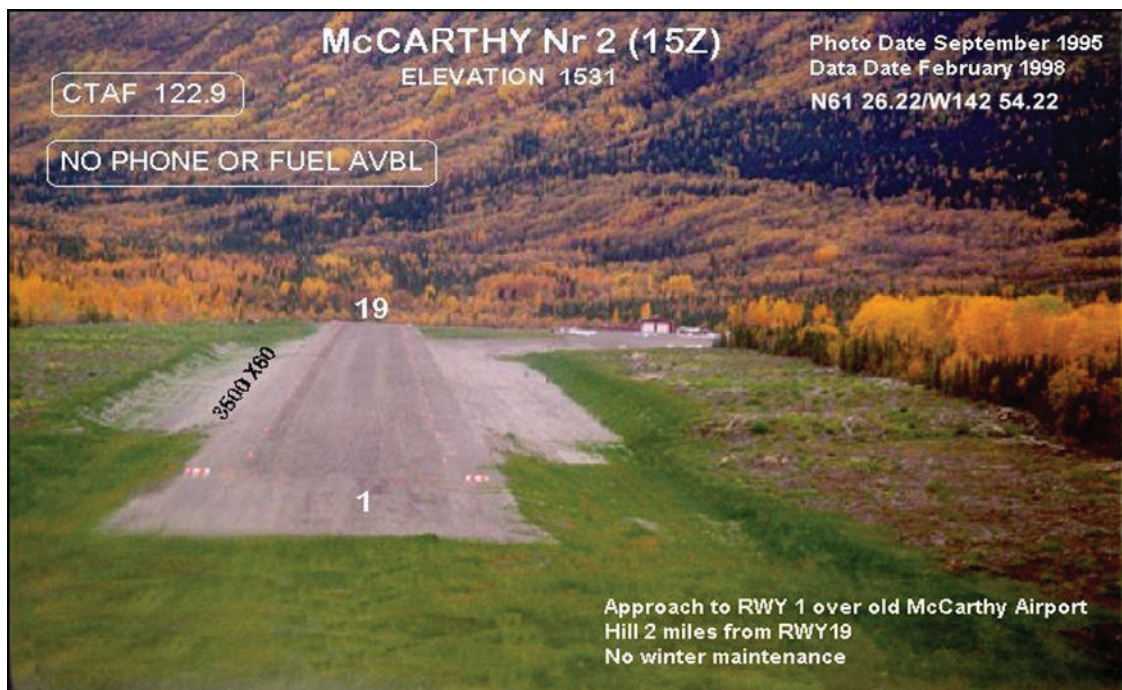 McCARTHY Nr 2 (15Z)
ELEVATION 1531
Photo Date September 1995
Data Date February 1998
N61 26.22/W142 54.22
CTAF 122.9
NO PHONE OR FUEL AVBL
19
3500 X60
1
Approach to RWY 1 over old McCarthy Airport
Hill 2 miles from RWY19
No winter maintenance